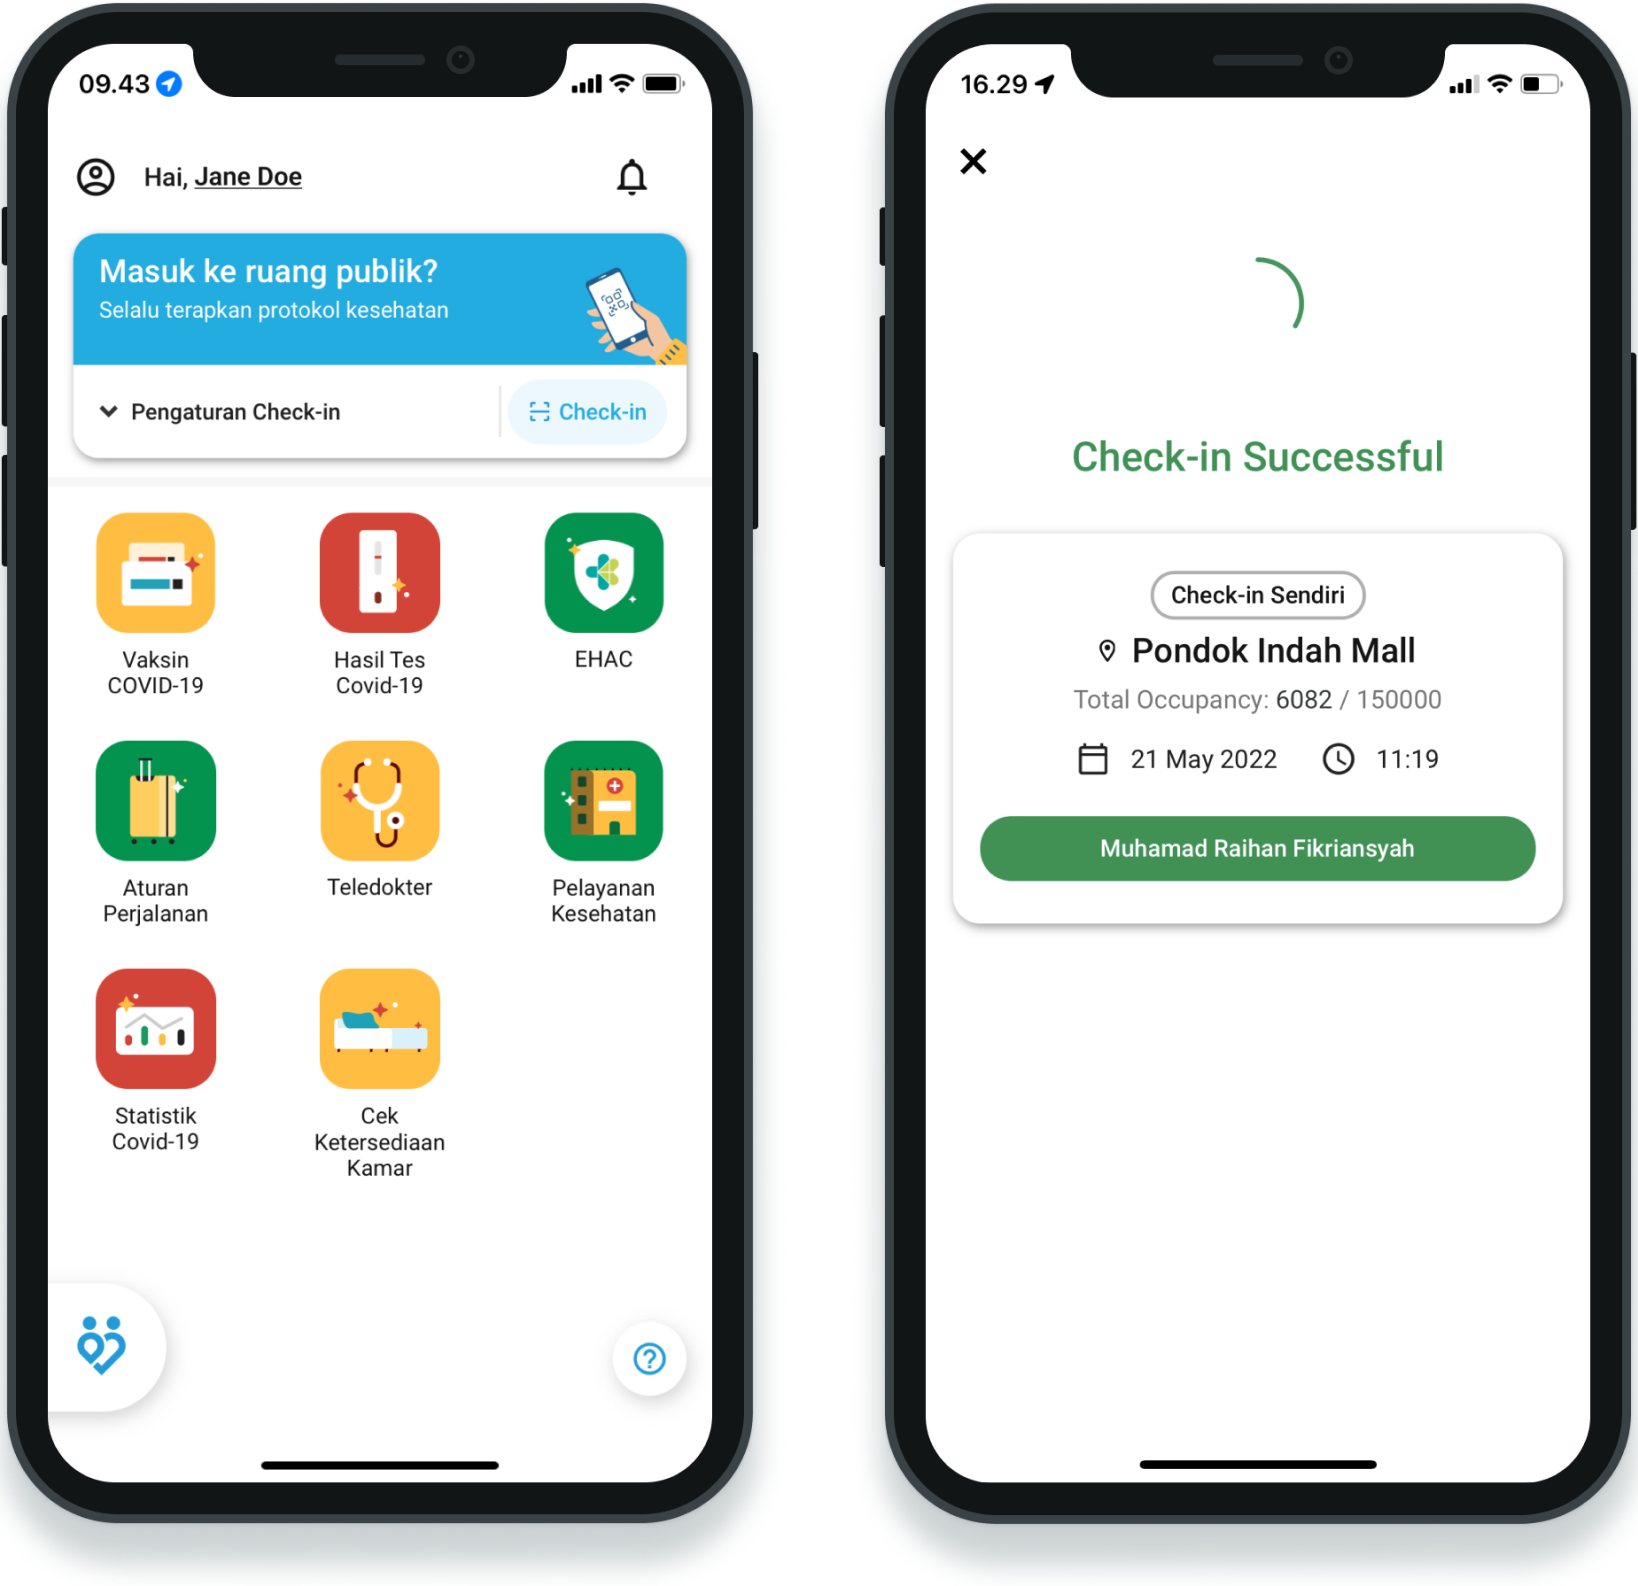 09.43
Hai, Jane Doe
Masuk ke ruang publik?
Selalu terapkan protokol kesehatan
Pengaturan Check-in
Check-in
Vaksin
COVID-19
Hasil Tes
Covid-19
EHAC
Aturan
Perjalanan
Teledokter
Pelayanan
Kesehatan
Statistik
Covid-19
Cek
Ketersediaan
Kamar
16.29
Check-in Successful
Check-in Sendiri
Pondok Indah Mall
Total Occupancy: 6082 / 150000
21 May 2022
11:19
Muhamad Raihan Fikriansyah